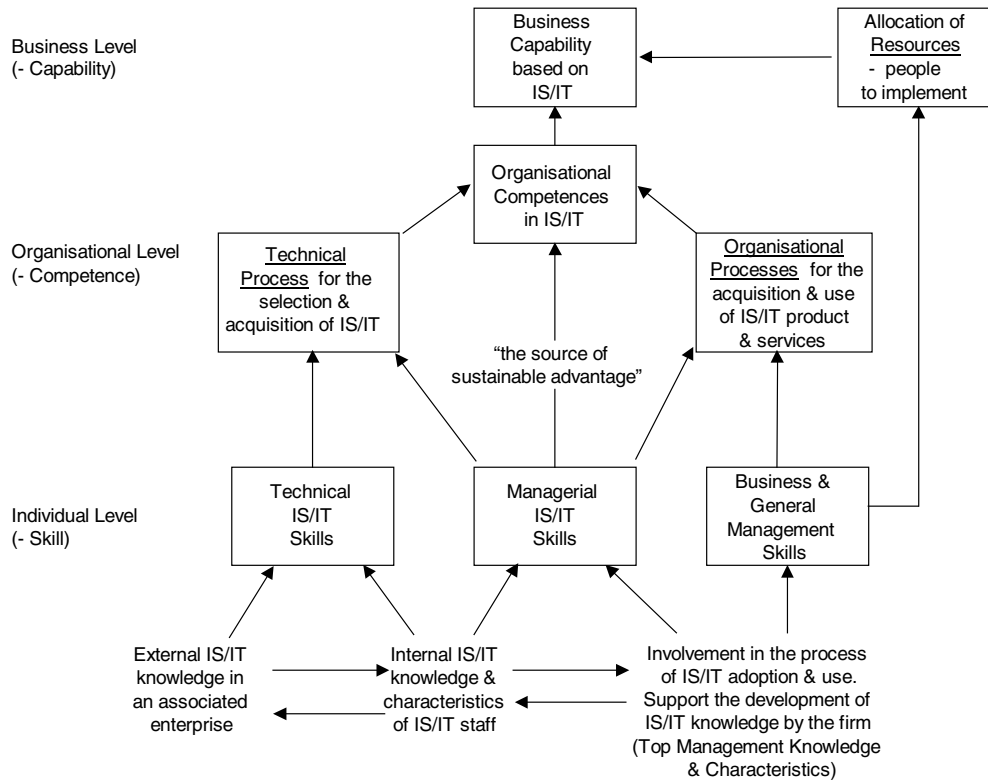 Business Level
(- Capability)
Business
Capability
based on
IS/IT
Allocation of
Resources
- people
to implement
Organisational
Competences
in IS/IT
Organisational Level
(- Competence)
Technical
Process for the
selection &
acquisition of IS/IT
Organisational
Processes for the
acquisition & use
of IS/IT product
& services
“the source of
sustainable advantage”
Individual Level
(- Skill)
Technical
IS/IT
Skills
Managerial
IS/IT
Skills
Business &
General
Management
Skills
External IS/IT
knowledge in
an associated
enterprise
Internal IS/IT
knowledge &
characteristics
of IS/IT staff
Involvement in the process
of IS/IT adoption & use.
Support the development of
IS/IT knowledge by the firm
(Top Management Knowledge
& Characteristics)